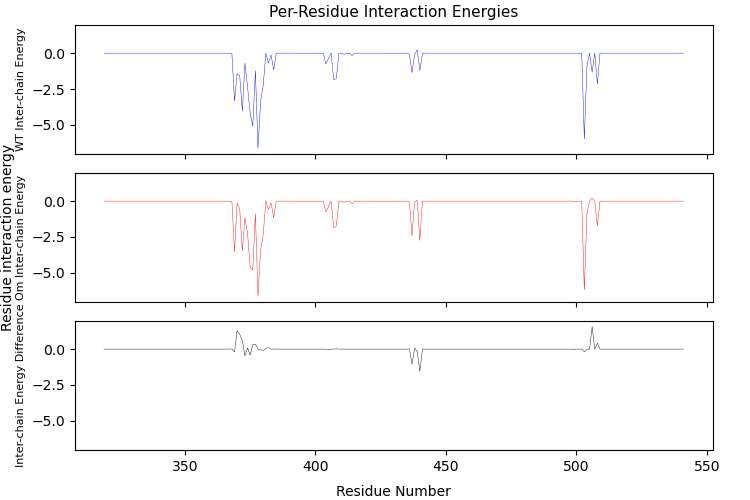 Per-Residue Interaction Energies
Residue interaction energy
WT Inter-chain Energy
0.0
−2.5
−5.0
Om Inter-chain Energy
0.0
−2.5
−5.0
Inter-chain Energy Difference
0.0
−2.5
−5.0
350
400
450
500
550
Residue Number